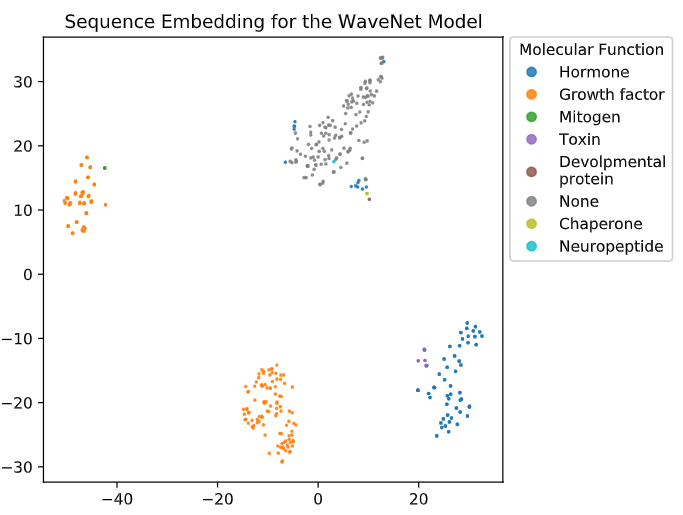 Sequence Embedding for the WaveNet Model
Molecular Function
Hormone
Growth factor
Mitogen
Toxin
Devolpmental
protein
None
Chaperone
Neuropeptide
30
20
10
0
−10
−20
−30
−40
−20
0
20